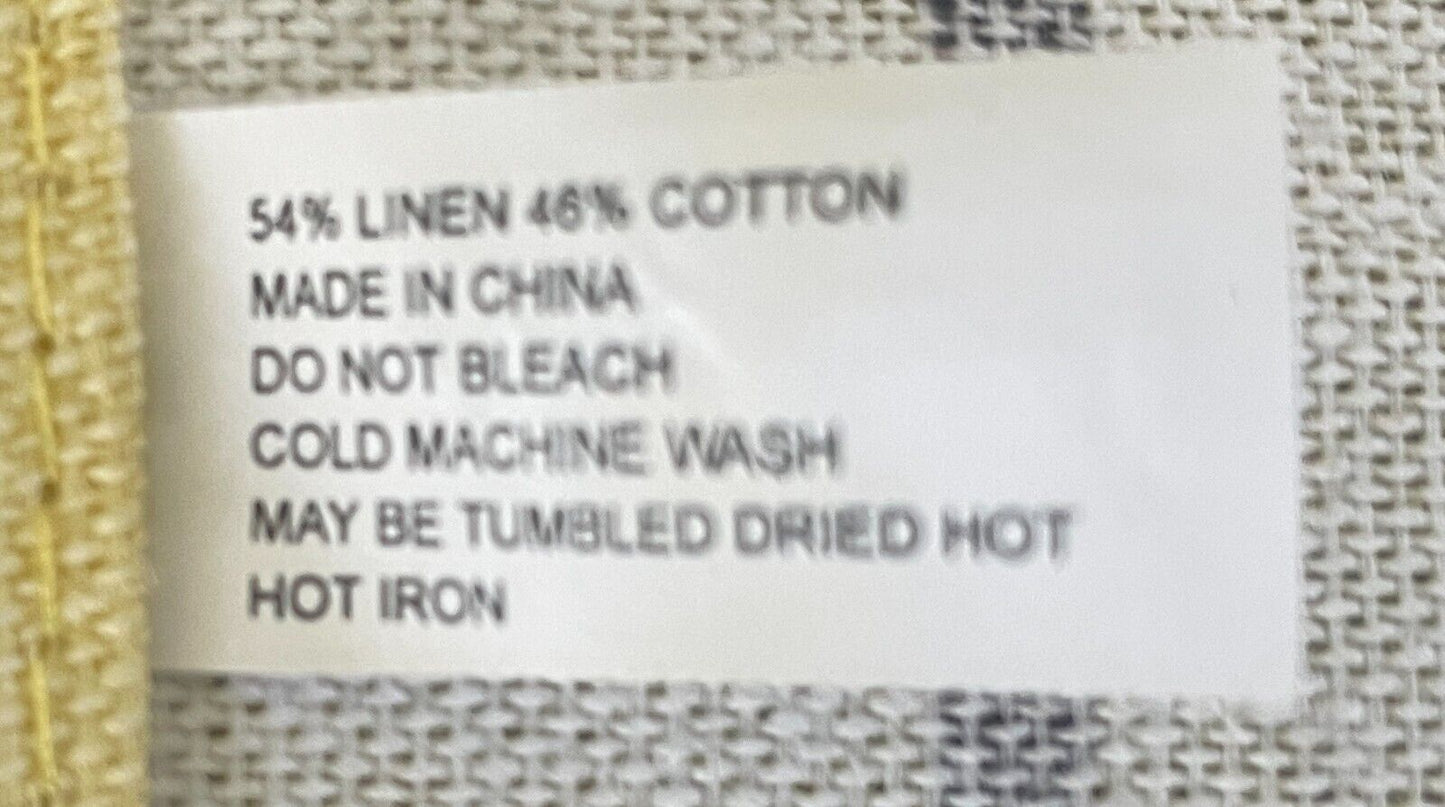 54% LINEN 46% COTTON
MADE IN CHINA
DO NOT BLEACH
COLD MACHINE WASH
MAY BE TUMBLED DRIED HOT
HOT IRON